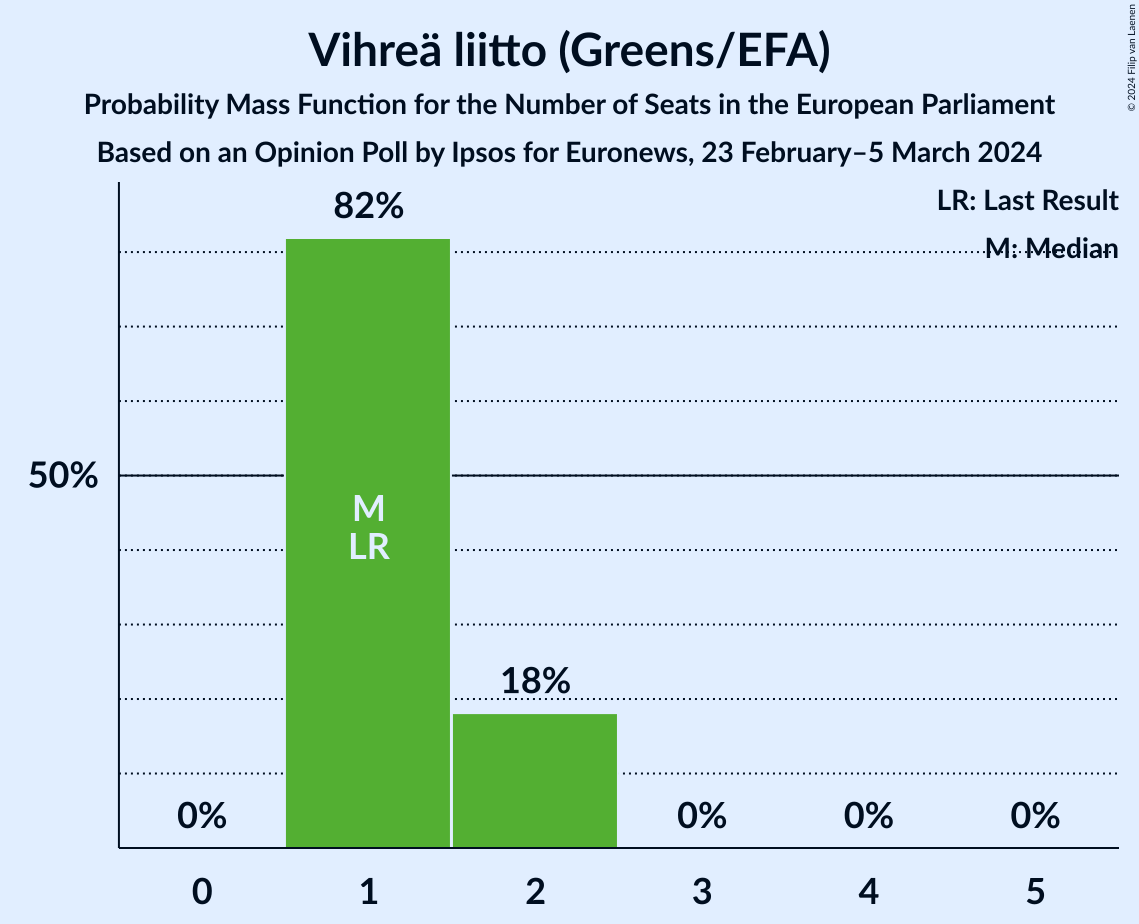 Vihreä liitto (Greens/EFA)
Probability Mass Function for the Number of Seats in the European Parliament
Based on an Opinion Poll by Ipsos for Euronews, 23 February–5 March 2024
© 2024 Filip van Laenen
LR: Last Result
M: Median
82%
50%
M
LR
18%
0%
0%
0%
0%
0
1
2
3
4
5